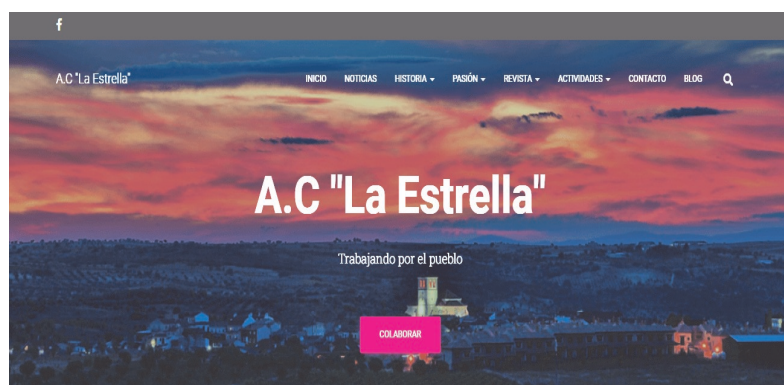 A.C "La Estrella"
INICIO NOTICIAS HISTORIA PASIÓN REVISTA ACTIVIDADES CONTACTO BLOG
A.C "La Estrella"
Trabajando por el pueblo
COLABORAR